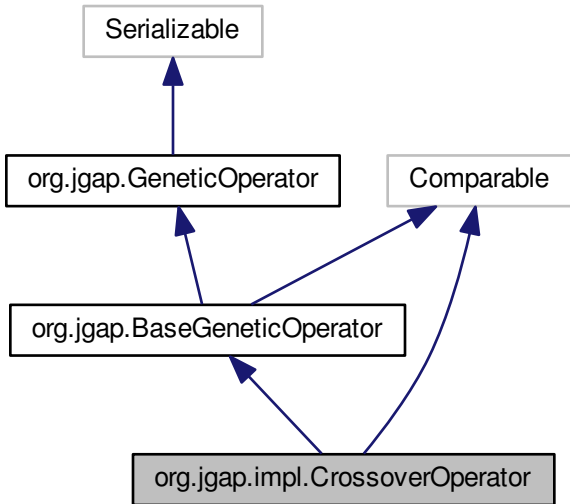 Serializable
org.jgap.GeneticOperator
Comparable
org.jgap.BaseGeneticOperator
org.jgap.impl.CrossoverOperator